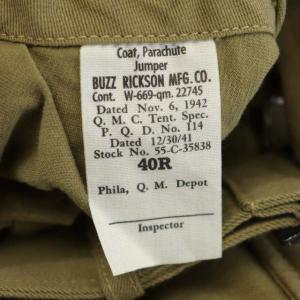 Coat, Parachute
Jumper
BUZZ RICKSON MFG. CO.
Cont. W-669-qm. 22745
Dated Nov. 6, 1942
Q. M. C. Tent. Spec.
P. Q. D. No. 114
Dated 12/30/41
Stock No. 55-C-35838
40R
Phila, Q. M. Depot
Inspector